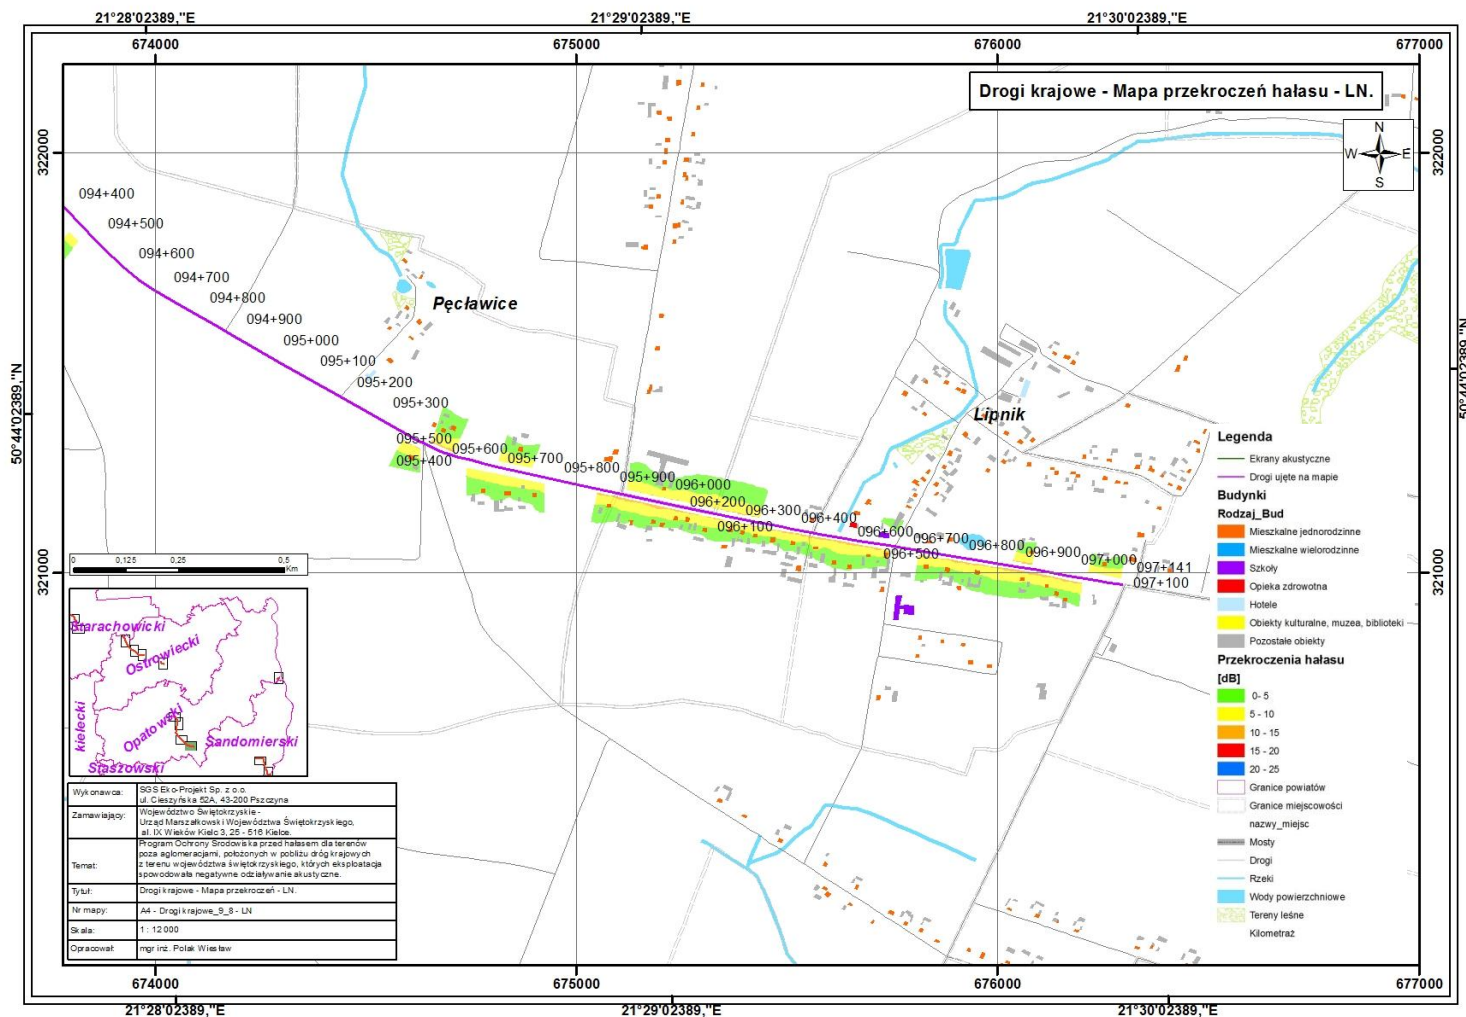 21°28'02389,"E
21°29'02389,"E
21°30'02389,"E
674000
675000
676000
677000
Drogi krajowe - Mapa przekroczeń hałasu - LN.
N
W
E
S
322000
322000
094+400
094+500
094+600
094+700
094+800
094+900
095+000
095+100
095+200
095+300
095+500
095+400
095+600
095+700
095+800
095+900
096+000
096+200
096+100
096+300
096+400
096+600
096+500
096+700
096+800
096+900
097+000
097+141
097+100
Pęcławice
Lipnik
50°44'02389,"N
50°44'02389,"N
321000
321000
0
0,125
0,25
0,5
Km
Starachowicki
Ostrowiecki
kielecki
Opatowski
Sandomierski
Staszowski
Legenda
Ekrany akustyczne
Drogi ujęte na mapie
Budynki
Rodzaj_Bud
Mieszkalne jednorodzinne
Mieszkalne wielorodzinne
Szkoły
Opieka zdrowotna
Hotele
Obiekty kulturalne, muzea, biblioteki
Pozostałe obiekty
Przekroczenia hałasu
[dB]
0- 5
5 - 10
10 - 15
15 - 20
20 - 25
Granice powiatów
Granice miejscowości
nazwy_miejsc
Mosty
Drogi
Rzeki
Wody powierzchniowe
Tereny leśne
Kilometraż
Wykonawca: SGS Eko-Projekt Sp. z o.o.
ul. Cieszyńska 52A, 43-200 Pszczyna
Zamawiający: Województwo Świętokrzyskie -
Urząd Marszałkowski Województwa Świętokrzyskiego,
al. IX Wieków Kielc 3, 25 - 516 Kielce.
Temat: Program Ochrony Środowiska przed hałasem dla terenów
poza aglomeracjami, położonych w pobliżu dróg krajowych
z terenu województwa świętokrzyskiego, których eksploatacja
spowodowała negatywne odziaływanie akustyczne.
Tytuł: Drogi krajowe - Mapa przekroczeń - LN.
Nr mapy: A4 - Drogi krajowe_9_8 - LN
Skala: 1 : 12 000
Opracował: mgr inż. Polak Wiesław
674000
675000
676000
677000
21°28'02389,"E
21°29'02389,"E
21°30'02389,"E